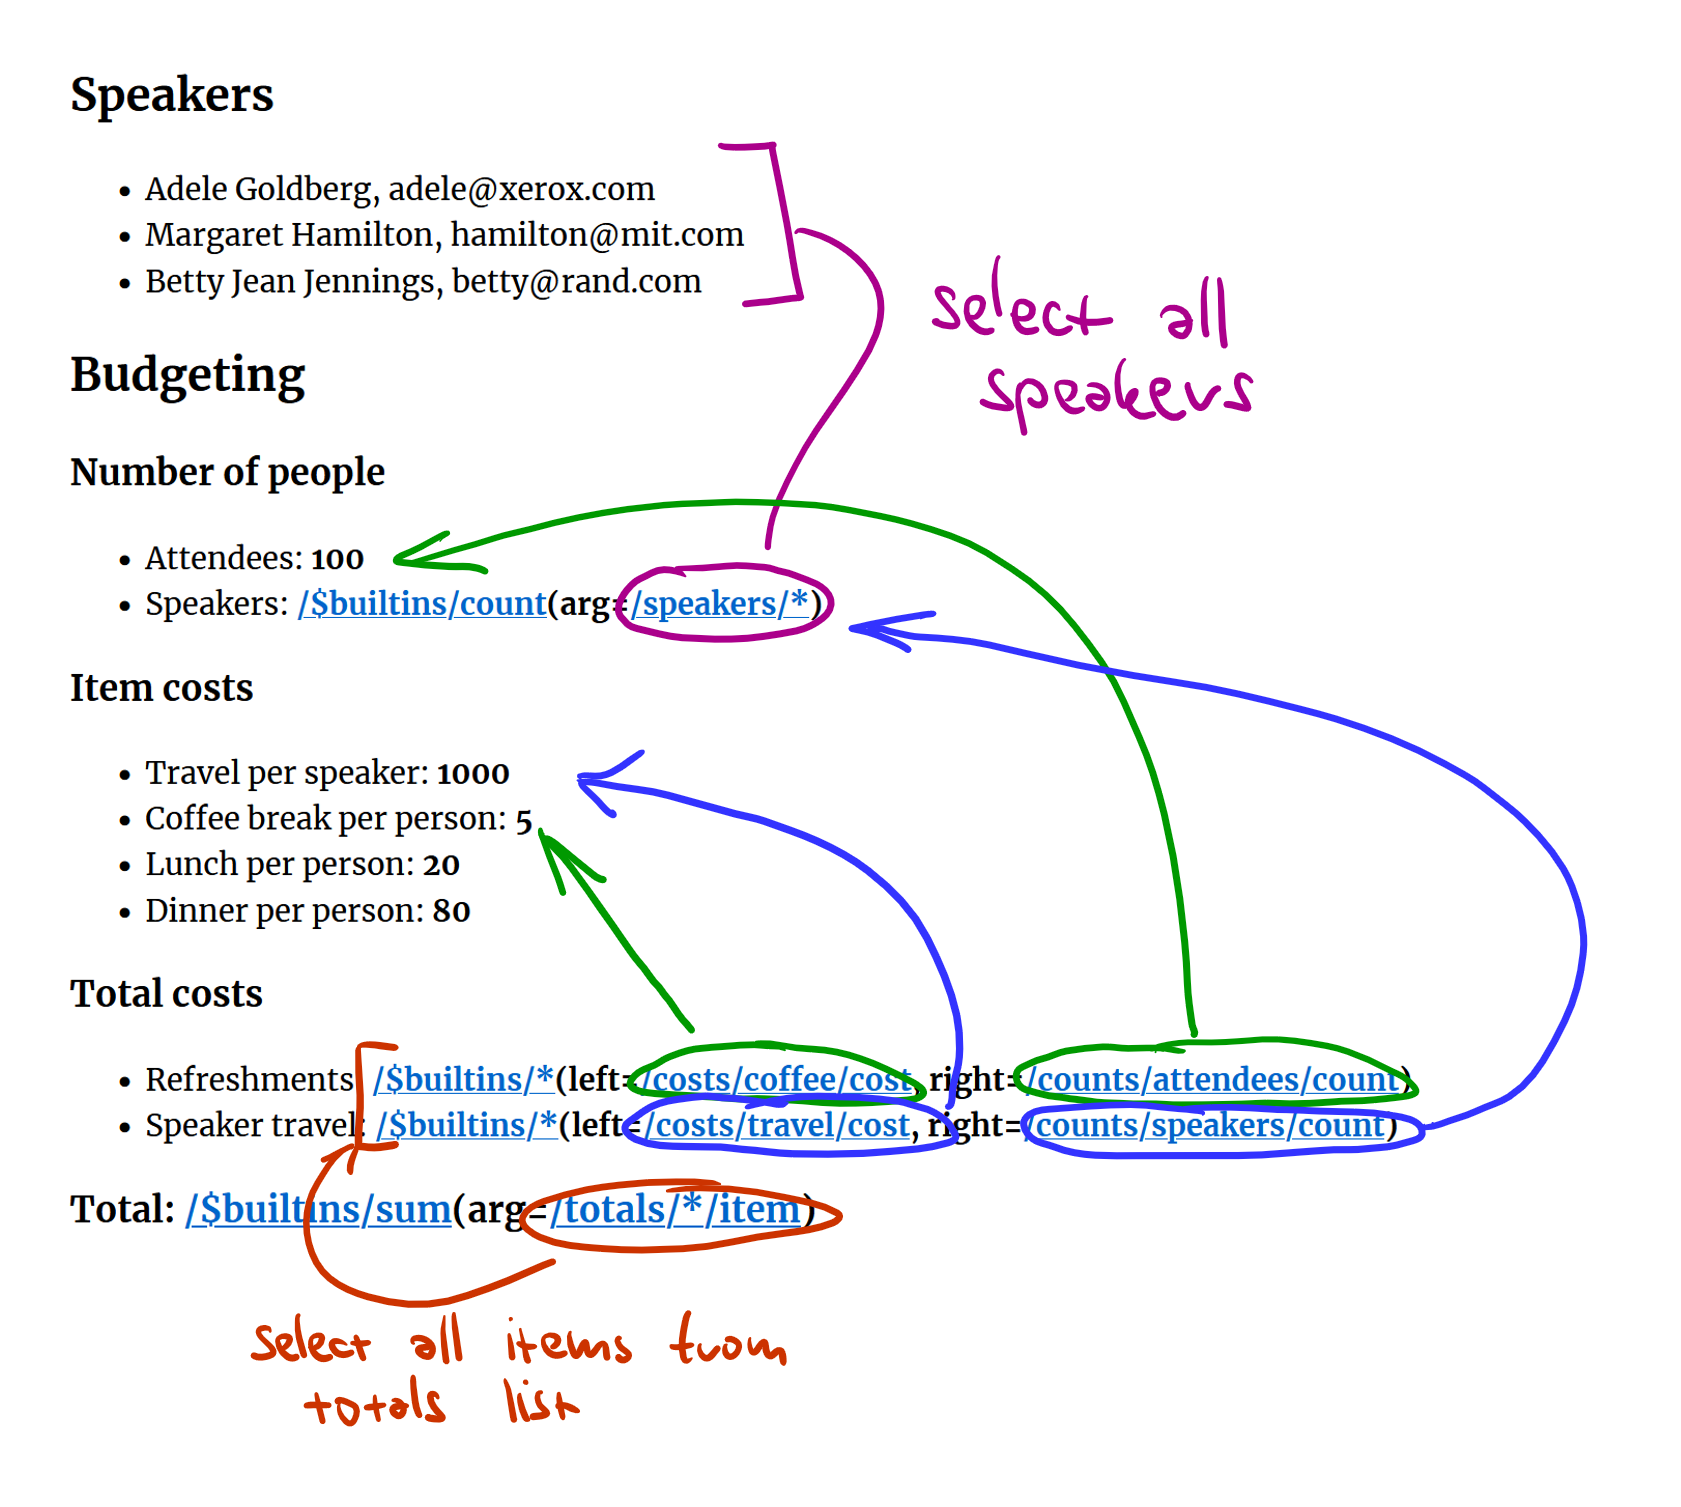 Speakers
• Adele Goldberg, adele@xerox.com
• Margaret Hamilton, hamilton@mit.com
• Betty Jean Jennings, betty@rand.com
select all
speakers
Budgeting
Number of people
• Attendees: 100
• Speakers: /$builtins/count(arg=/speakers/*)
Item costs
• Travel per speaker: 1000
• Coffee break per person: 5
• Lunch per person: 20
• Dinner per person: 80
Total costs
• Refreshments: /$builtins/*(left=/costs/coffee/cost, right=/counts/attendees/count)
• Speaker travel: /$builtins/*(left=/costs/travel/cost, right=/counts/speakers/count)
Total: /$builtins/sum(arg=/totals/*/item)
select all items from
totals list